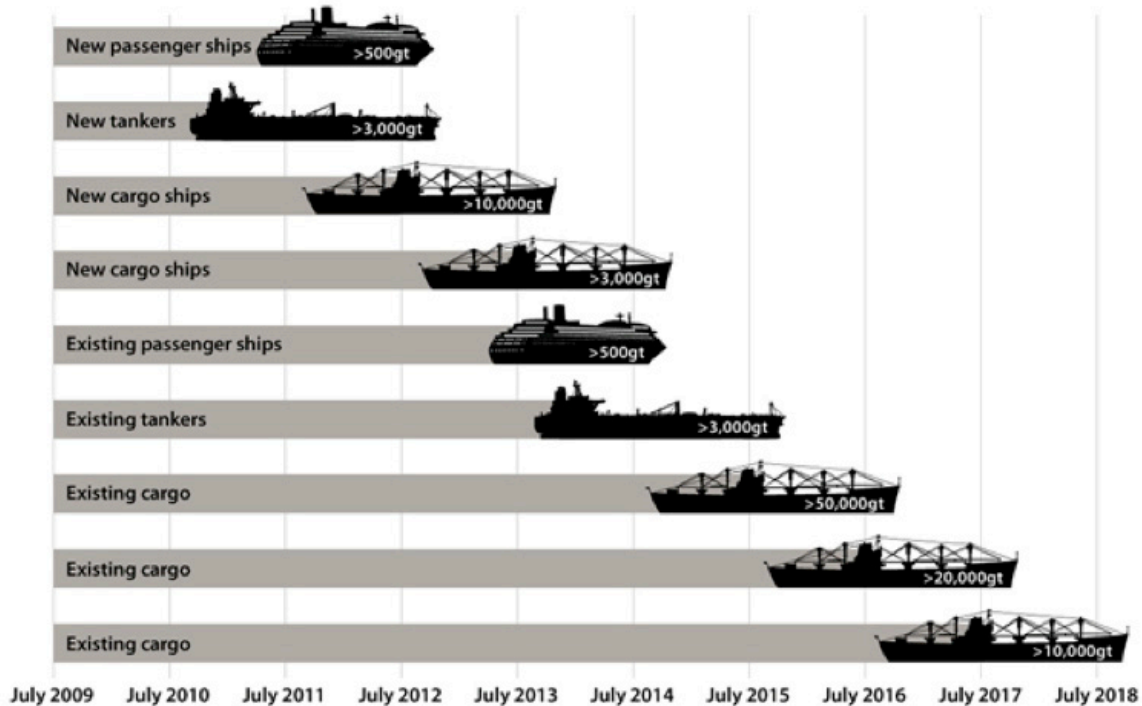 New passenger ships >500gt
New tankers >3,000gt
New cargo ships >10,000gt
New cargo ships >3,000gt
Existing passenger ships >500gt
Existing tankers >3,000gt
Existing cargo >50,000gt
Existing cargo >20,000gt
Existing cargo >10,000gt
July 2009 July 2010 July 2011 July 2012 July 2013 July 2014 July 2015 July 2016 July 2017 July 2018